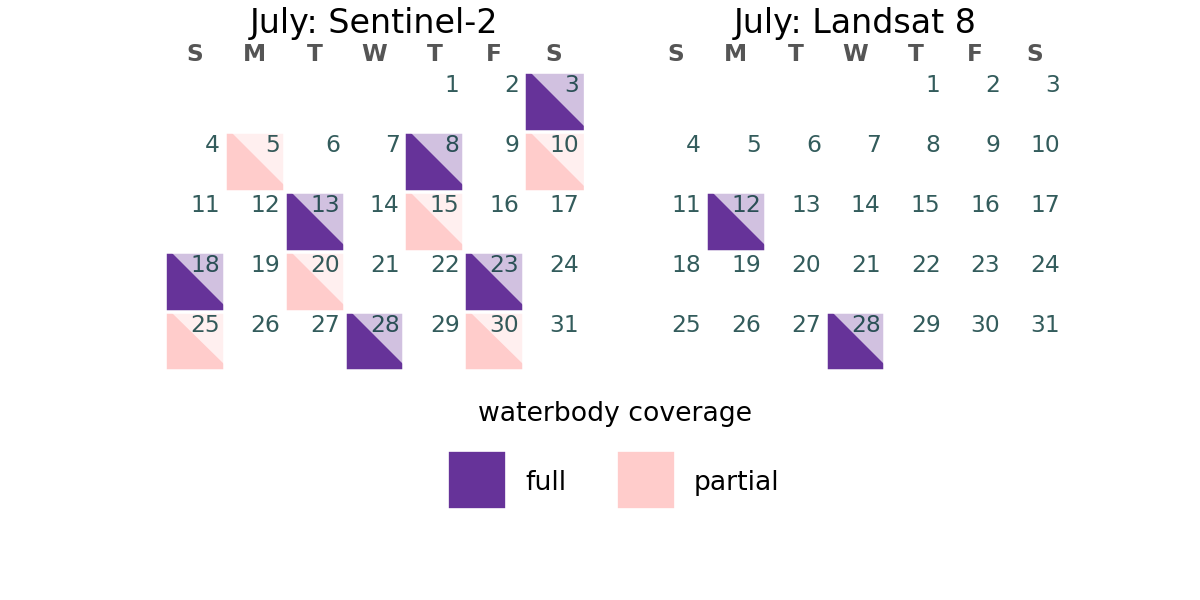 July: Sentinel-2
S M T W T F S
1 2 3
4 5 6 7 8 9 10
11 12 13 14 15 16 17
18 19 20 21 22 23 24
25 26 27 28 29 30 31
July: Landsat 8
S M T W T F S
1 2 3
4 5 6 7 8 9 10
11 12 13 14 15 16 17
18 19 20 21 22 23 24
25 26 27 28 29 30 31
waterbody coverage
full partial